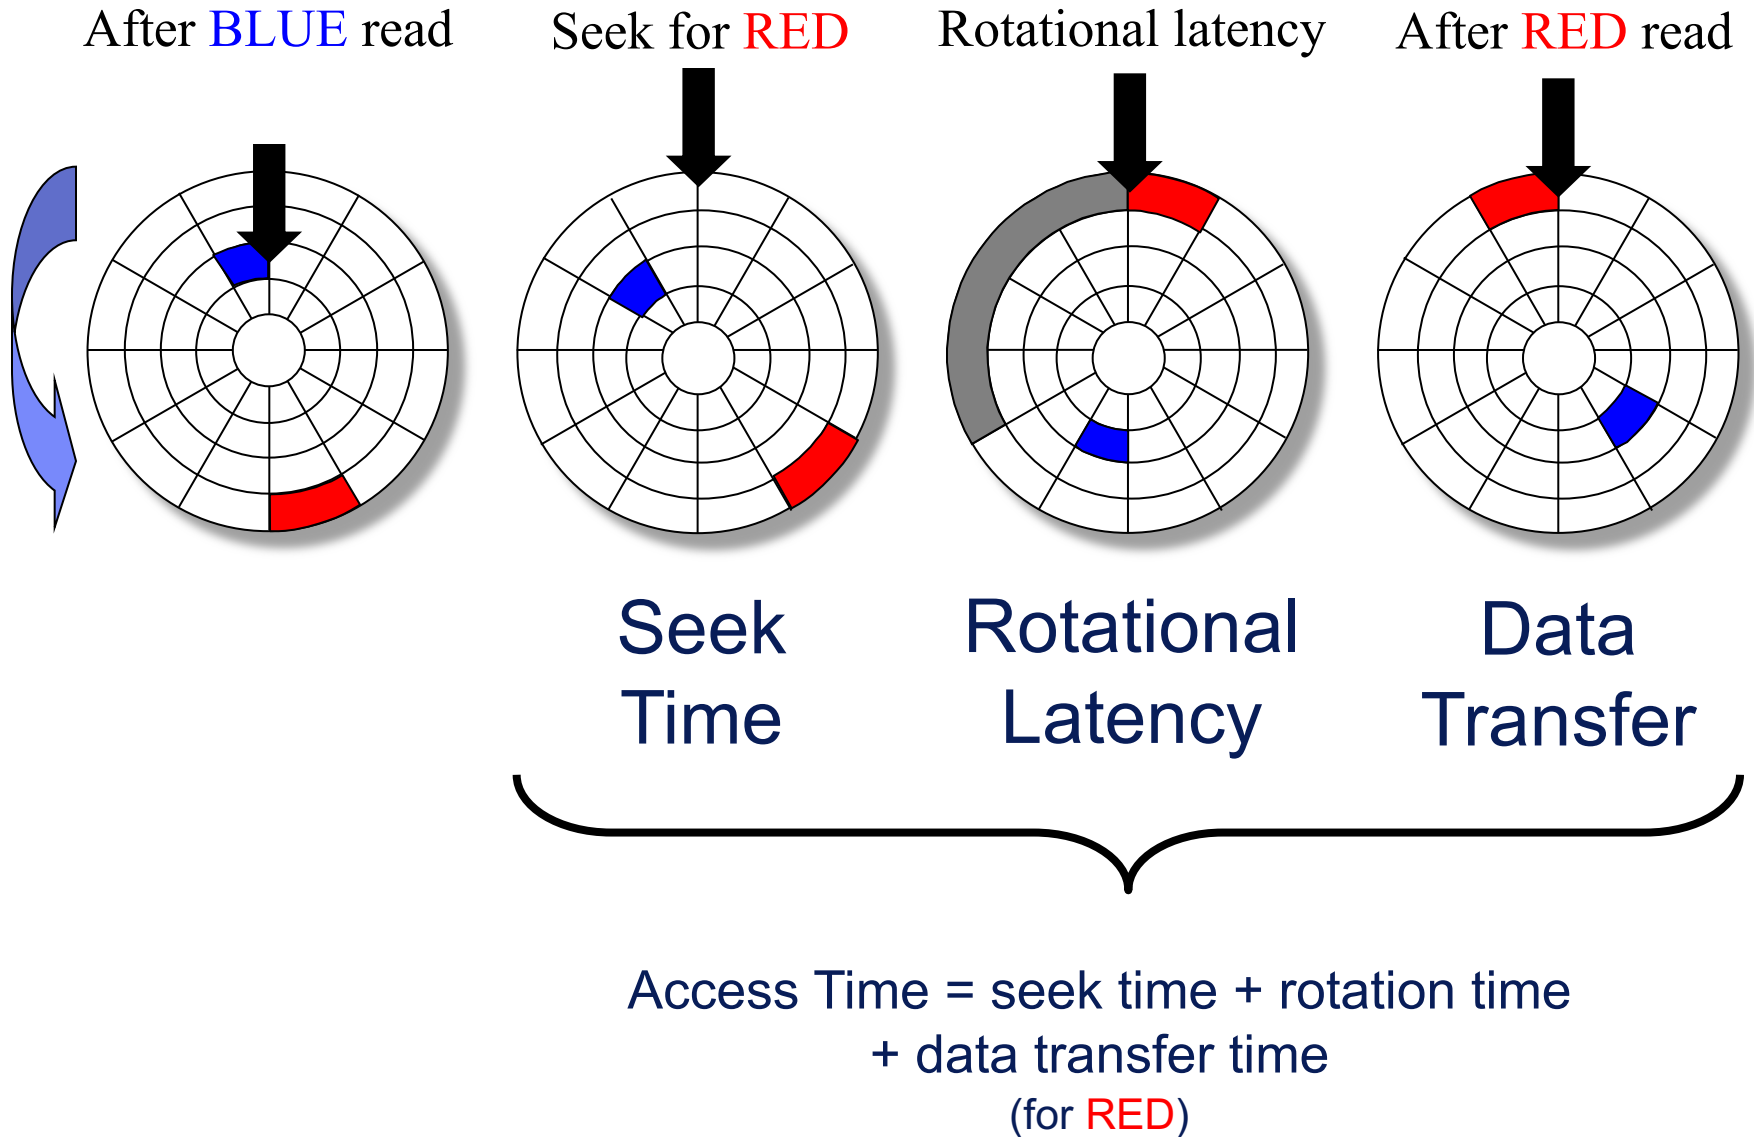 After BLUE read
Seek for RED
Rotational latency
After RED read
Seek
Time
Rotational
Latency
Data
Transfer
Access Time = seek time + rotation time
+ data transfer time
(for RED)